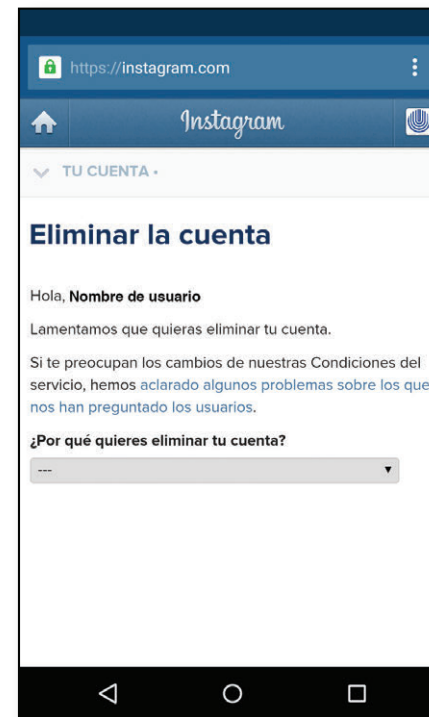 https://instagram.com
Instagram
TU CUENTA •
Eliminar la cuenta
Hola, Nombre de usuario
Lamentamos que quieras eliminar tu cuenta.
Si te preocupan los cambios de nuestras Condiciones del
servicio, hemos aclarado algunos problemas sobre los que
nos han preguntado los usuarios.
¿Por qué quieres eliminar tu cuenta?
---